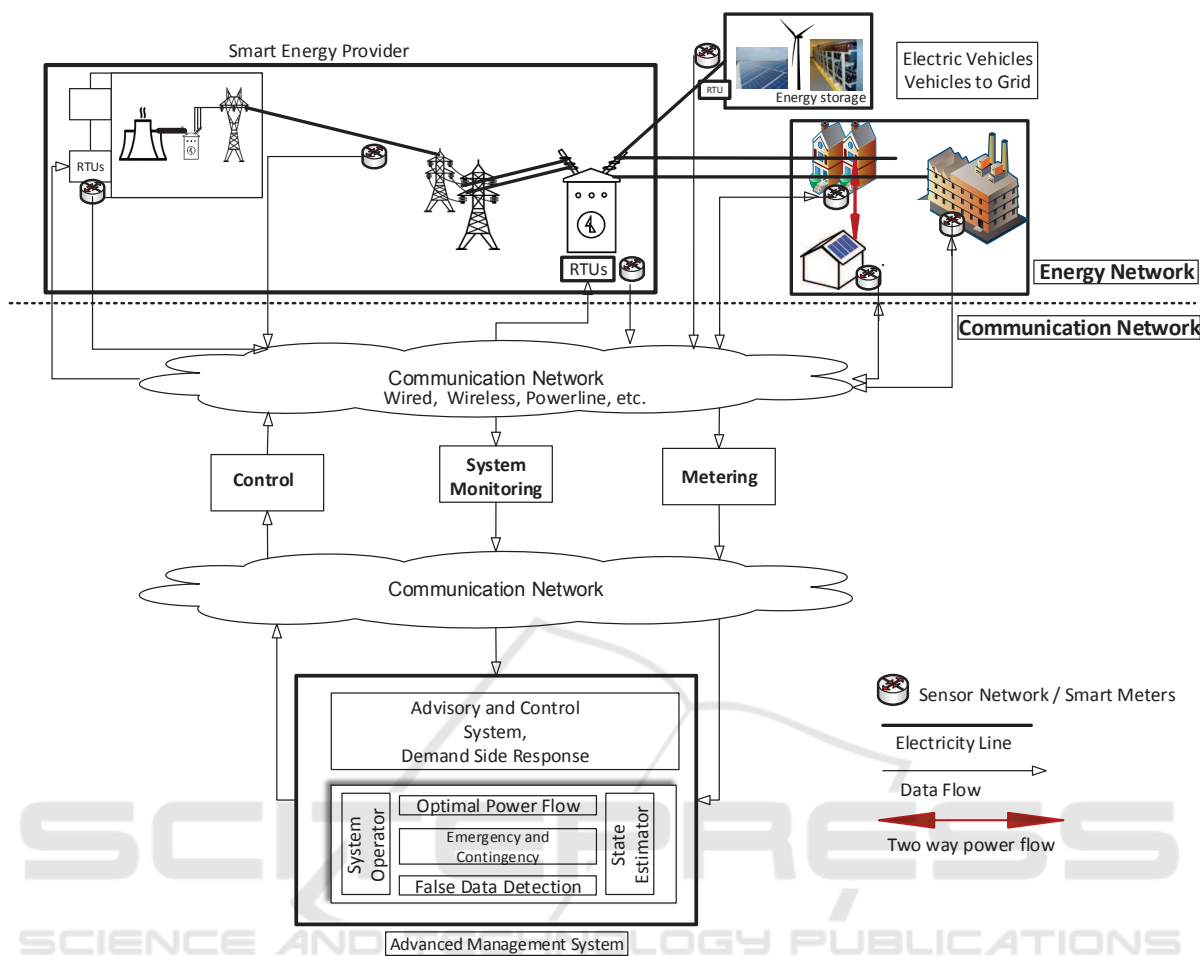 Smart Energy Provider
RTU
Energy storage
Electric Vehicles
Vehicles to Grid
RTUs
RTUs
Energy Network
Communication Network
Communication Network
Wired, Wireless, Powerline, etc.
Control
System
Monitoring
Metering
Communication Network
Advisory and Control
System,
Demand Side Response
System
Operator
Optimal Power Flow
Emergency and
Contingency
False Data Detection
State
Estimator
Advanced Management System
Sensor Network / Smart Meters
Electricity Line
Data Flow
Two way power flow
SCITEPRESS
SCIENCE AND TECHNOLOGY PUBLICATIONS